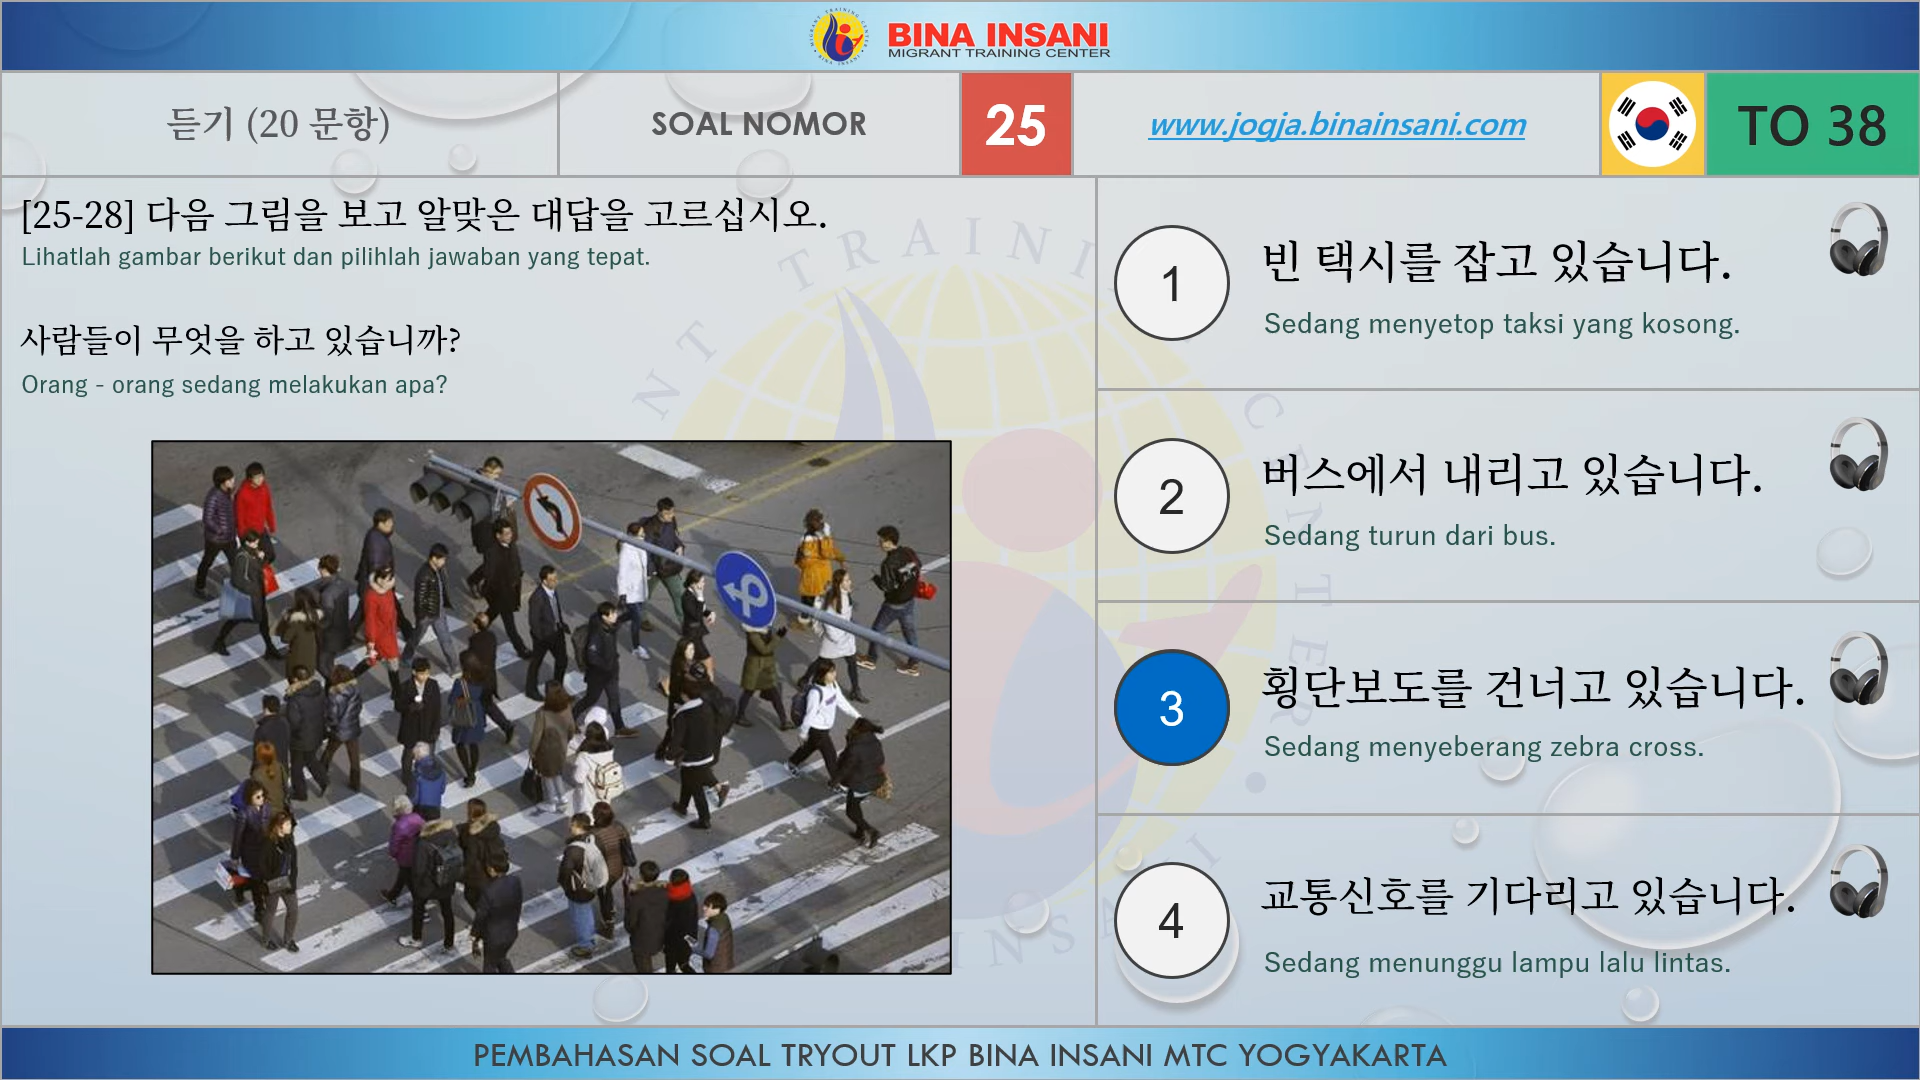 BINA INSANI
MIGRANT TRAINING CENTER
듣기 (20 문항)
SOAL NOMOR
25
www.jogja.binainsani.com
TO 38
[25-28] 다음 그림을 보고 알맞은 대답을 고르십시오.
Lihatlah gambar berikut dan pilihlah jawaban yang tepat.
사람들이 무엇을 하고 있습니까?
Orang - orang sedang melakukan apa?
1
빈 택시를 잡고 있습니다.
Sedang menyetop taksi yang kosong.
2
버스에서 내리고 있습니다.
Sedang turun dari bus.
3
횡단보도를 건너고 있습니다.
Sedang menyeberang zebra cross.
4
교통신호를 기다리고 있습니다.
Sedang menunggu lampu lalu lintas.
PEMBAHASAN SOAL TRYOUT LKP BINA INSANI MTC YOGYAKARTA